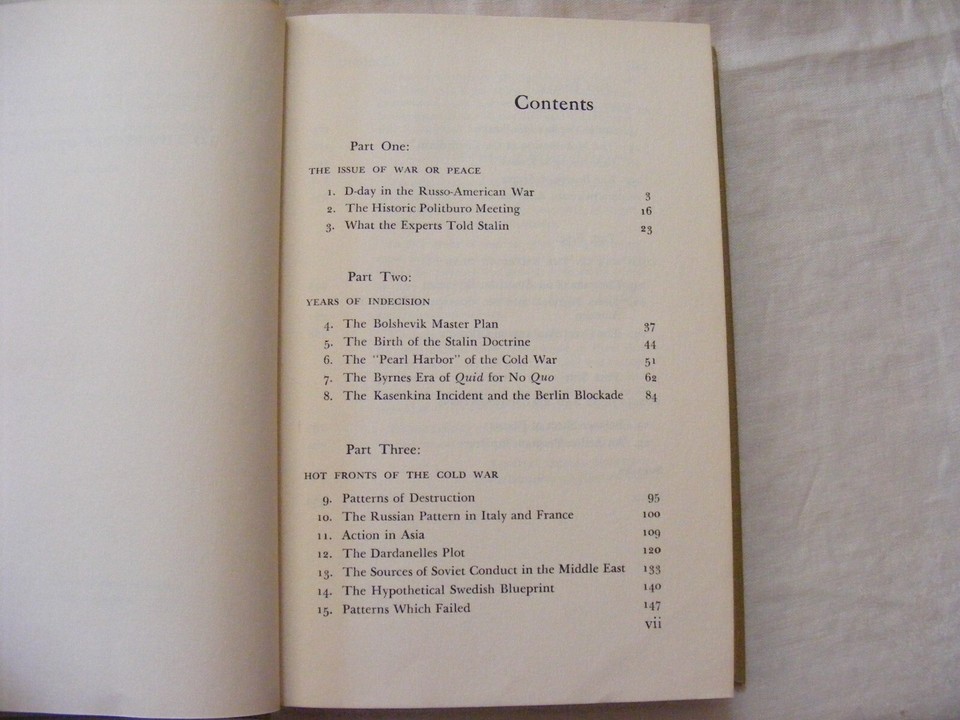 Contents
Part One:
THE ISSUE OF WAR OR PEACE
1. D-day in the Russo-American War 3
2. The Historic Politburo Meeting 16
3. What the Experts Told Stalin 23
Part Two:
YEARS OF INDECISION
4. The Bolshevik Master Plan 37
5. The Birth of the Stalin Doctrine 44
6. The "Pearl Harbor" of the Cold War 51
7. The Byrnes Era of Quid for No Quo 62
8. The Kasenkina Incident and the Berlin Blockade 84
Part Three:
HOT FRONTS OF THE COLD WAR
9. Patterns of Destruction 95
10. The Russian Pattern in Italy and France 100
11. Action in Asia 109
12. The Dardanelles Plot 120
13. The Sources of Soviet Conduct in the Middle East 133
14. The Hypothetical Swedish Blueprint 140
15. Patterns Which Failed 147
vii